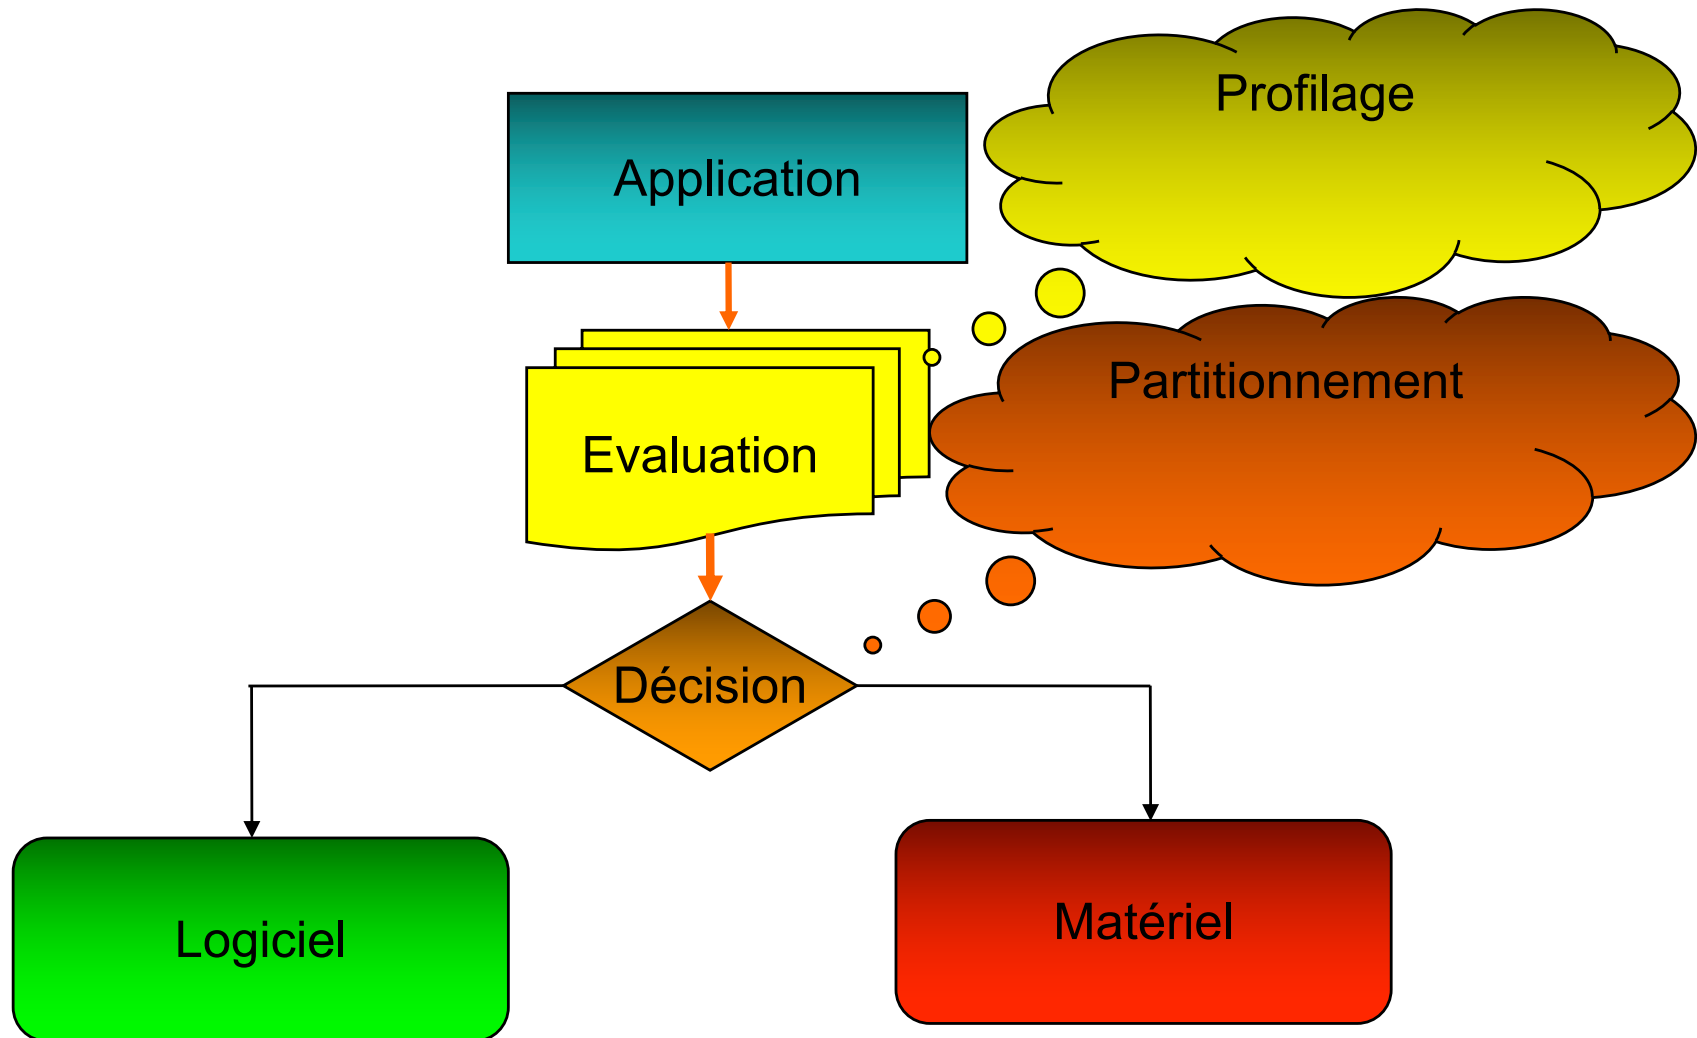 Profilage
Application
Partitionnement
Evaluation
Décision
Logiciel
Matériel